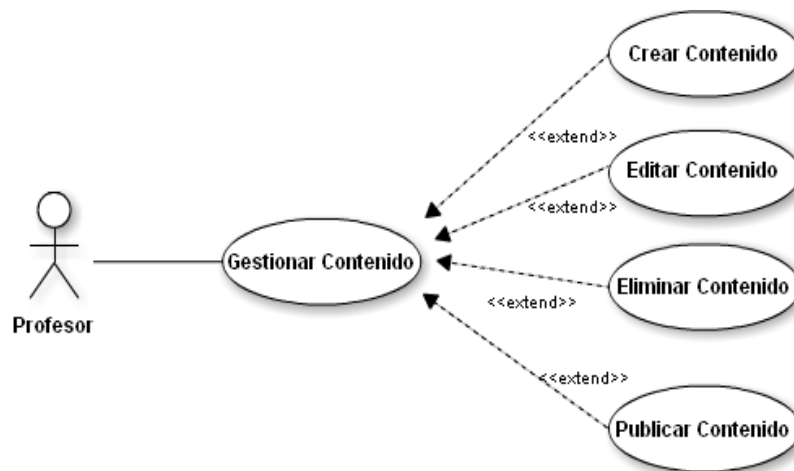 Crear Contenido
<<extend>>
Editar Contenido
<<extend>>
Gestionar Contenido
Eliminar Contenido
<<extend>>
Profesor
<<extend>>
Publicar Contenido